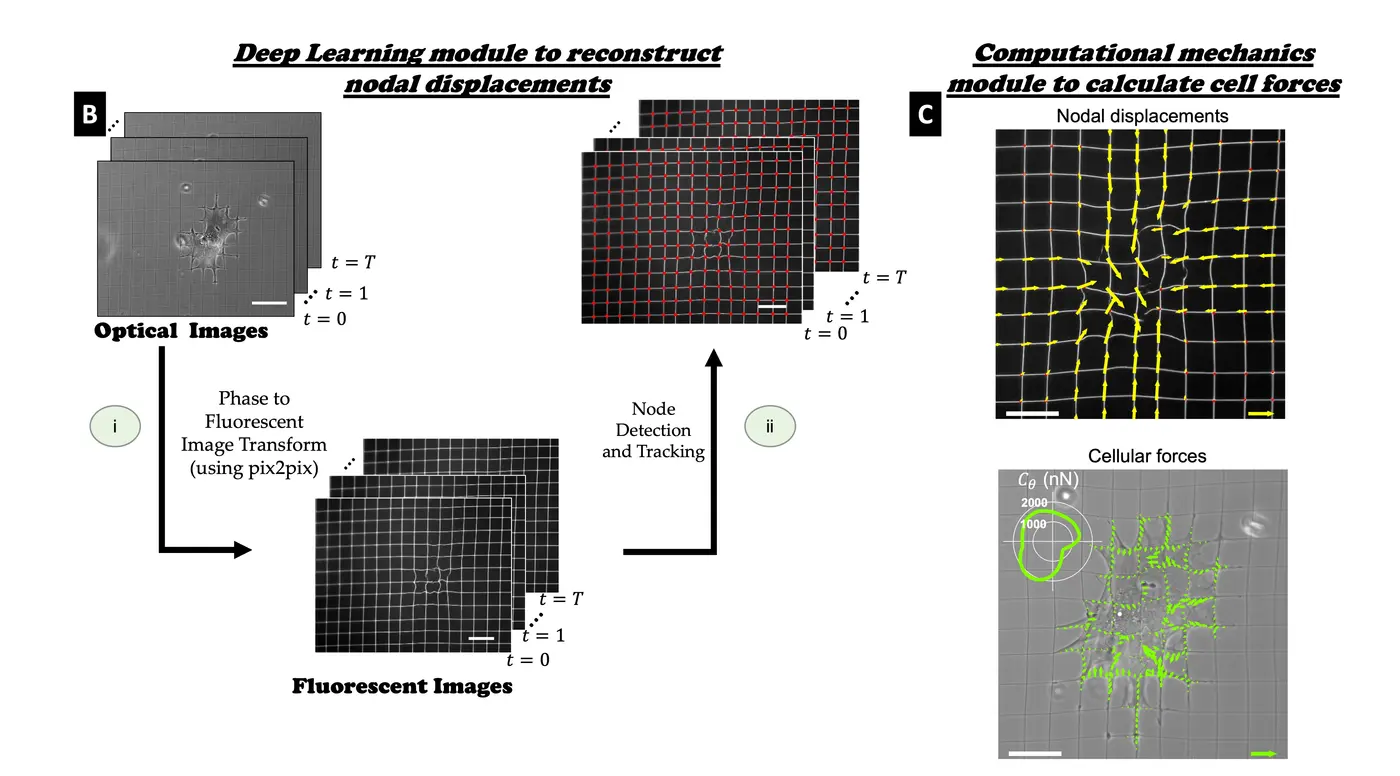 Deep Learning module to reconstruct
nodal displacements
B
t = T
t = 1
t = 0
Optical Images
i
Phase to
Fluorescent
Image Transform
(using pix2pix)
t = T
t = 1
t = 0
Fluorescent Images
Node
Detection
and Tracking
ii
t = T
t = 1
t = 0
Computational mechanics
module to calculate cell forces
C
Nodal displacements
Cellular forces
C_θ (nN)
2000
1000